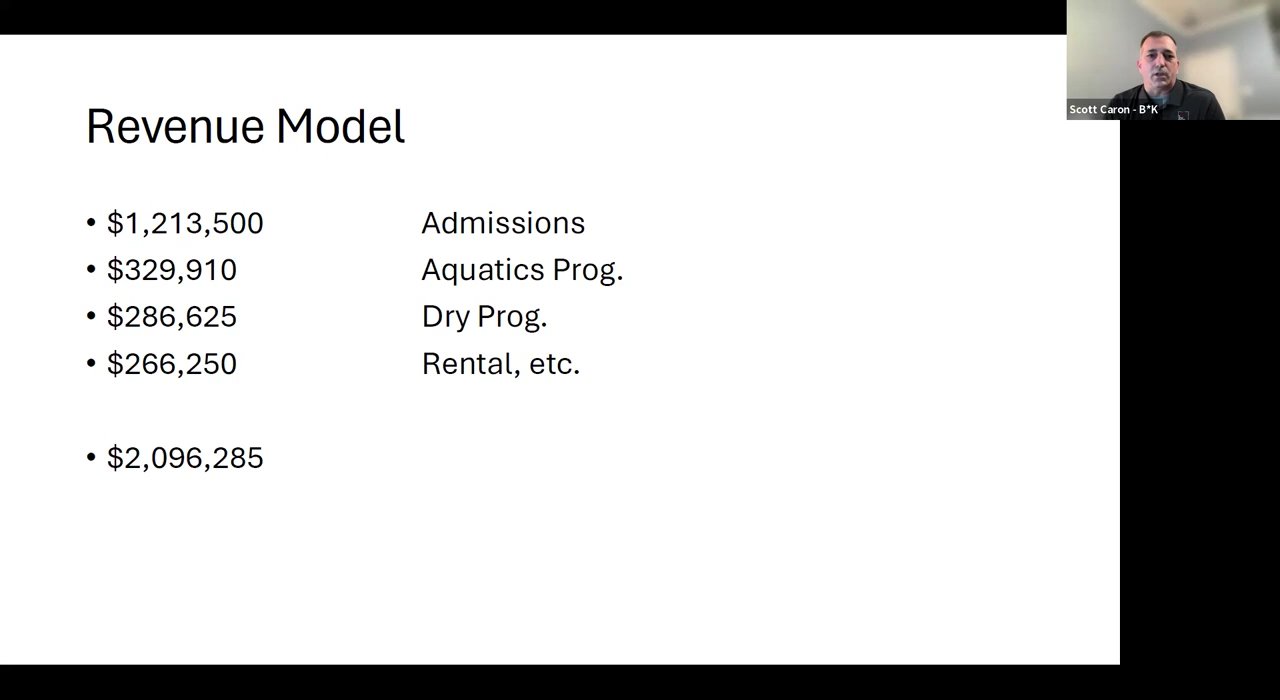 Scott Caron - B*K
Revenue Model
• $1,213,500 Admissions
• $329,910 Aquatics Prog.
• $286,625 Dry Prog.
• $266,250 Rental, etc.
• $2,096,285